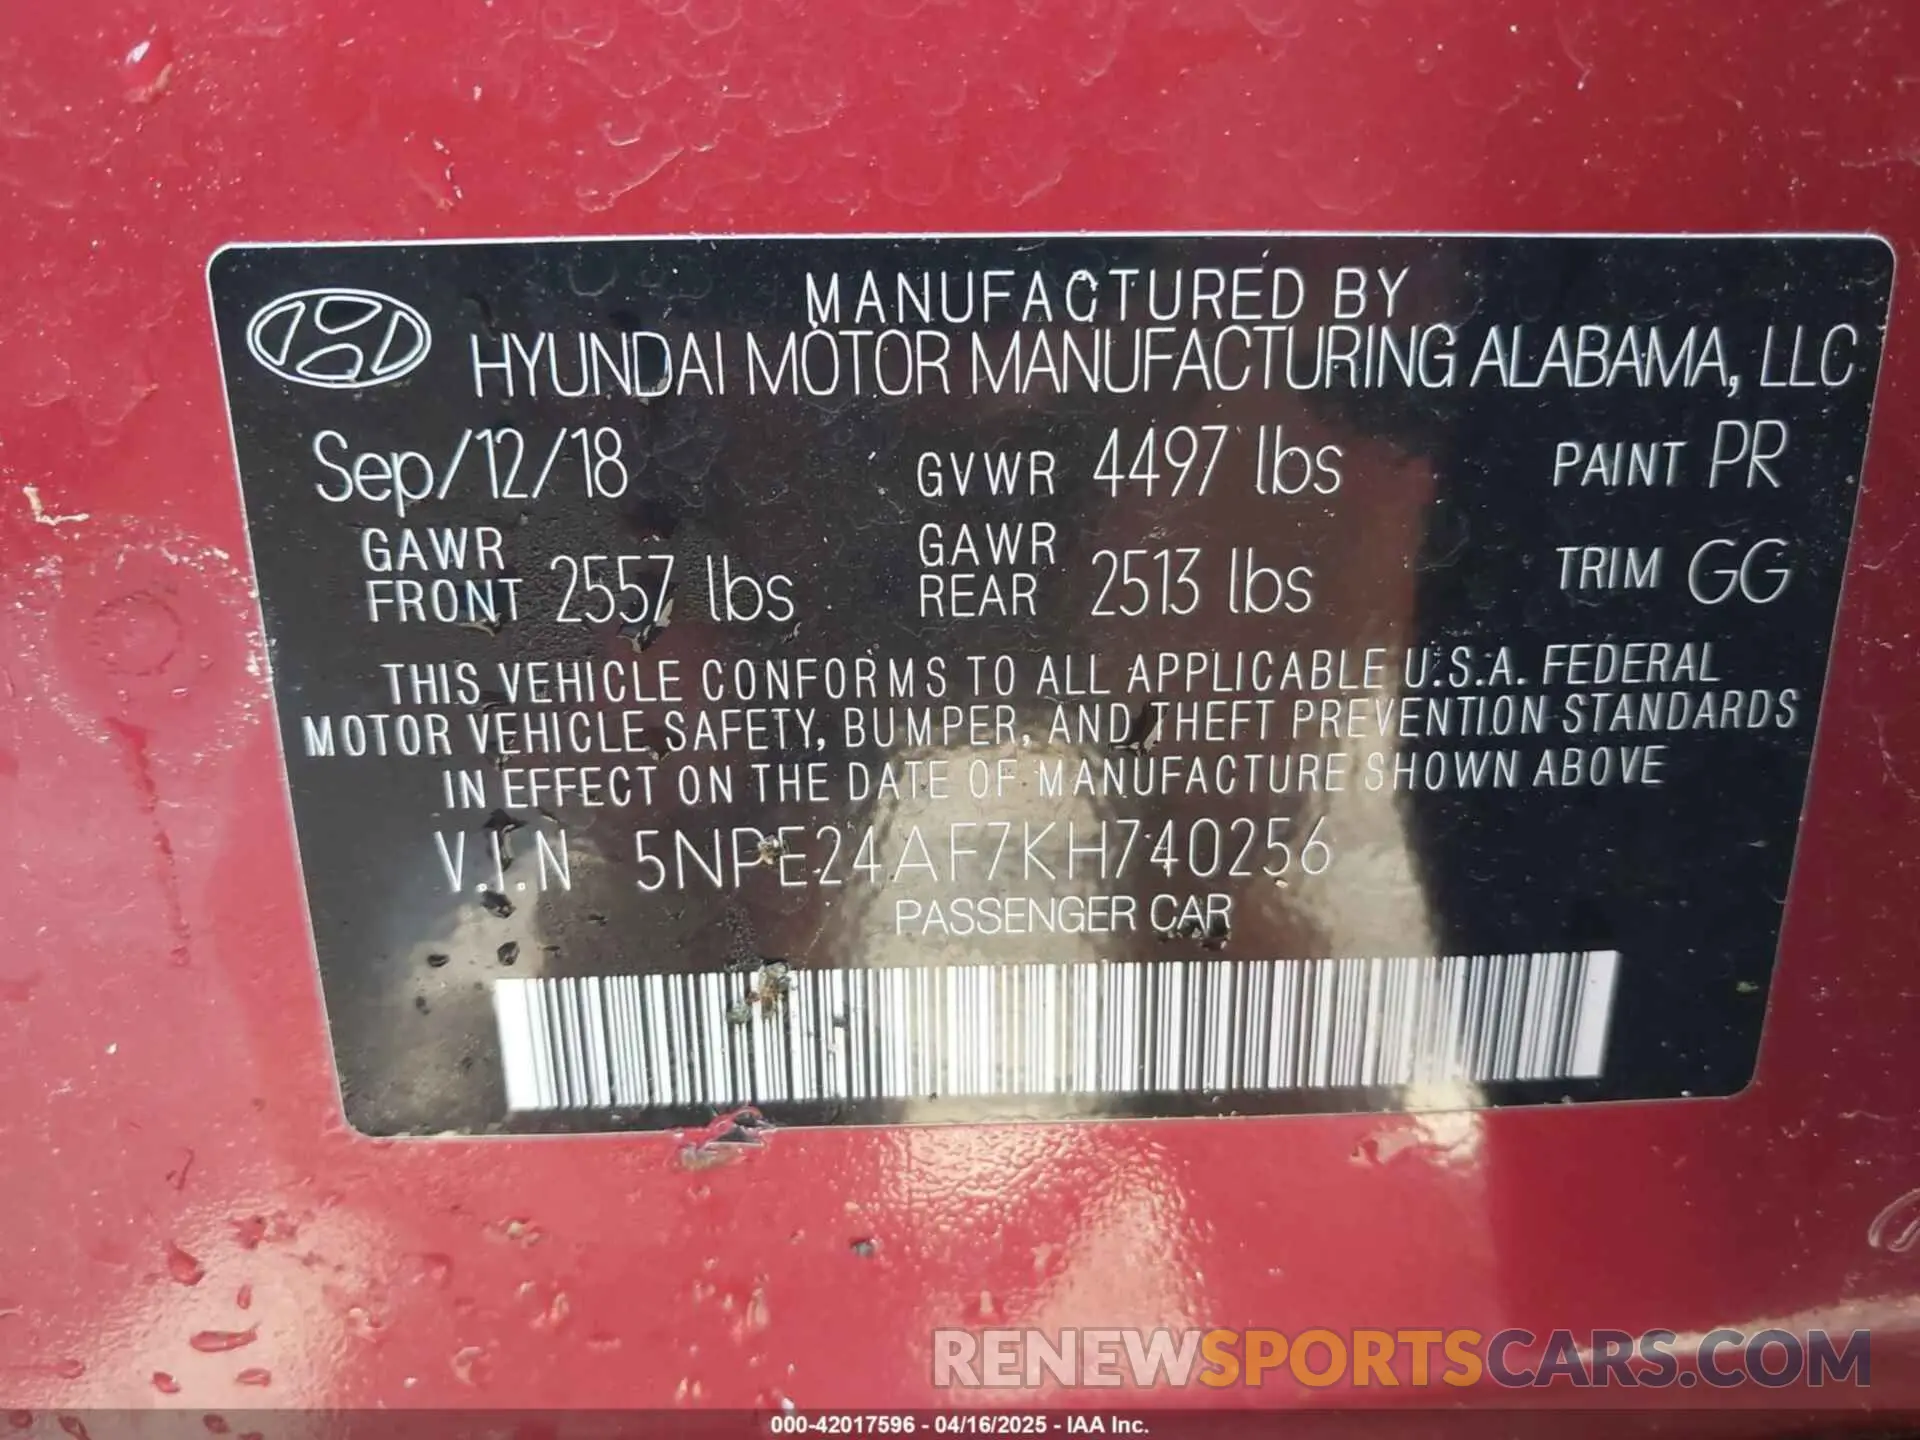 MANUFACTURED BY
HYUNDAI MOTOR MANUFACTURING ALABAMA, LLC
Sep/12/18 GVWR 4497 lbs PAINT PR
GAWR FRONT 2557 lbs GAWR REAR 2513 lbs TRIM GG
THIS VEHICLE CONFORMS TO ALL APPLICABLE U.S.A. FEDERAL
MOTOR VEHICLE SAFETY, BUMPER, AND THEFT PREVENTION STANDARDS
IN EFFECT ON THE DATE OF MANUFACTURE SHOWN ABOVE
V.I.N 5NPE24AF7KH740256
PASSENGER CAR
RENEWSPORTSCARS.COM
000-42017596 - 04/16/2025 - IAA Inc.